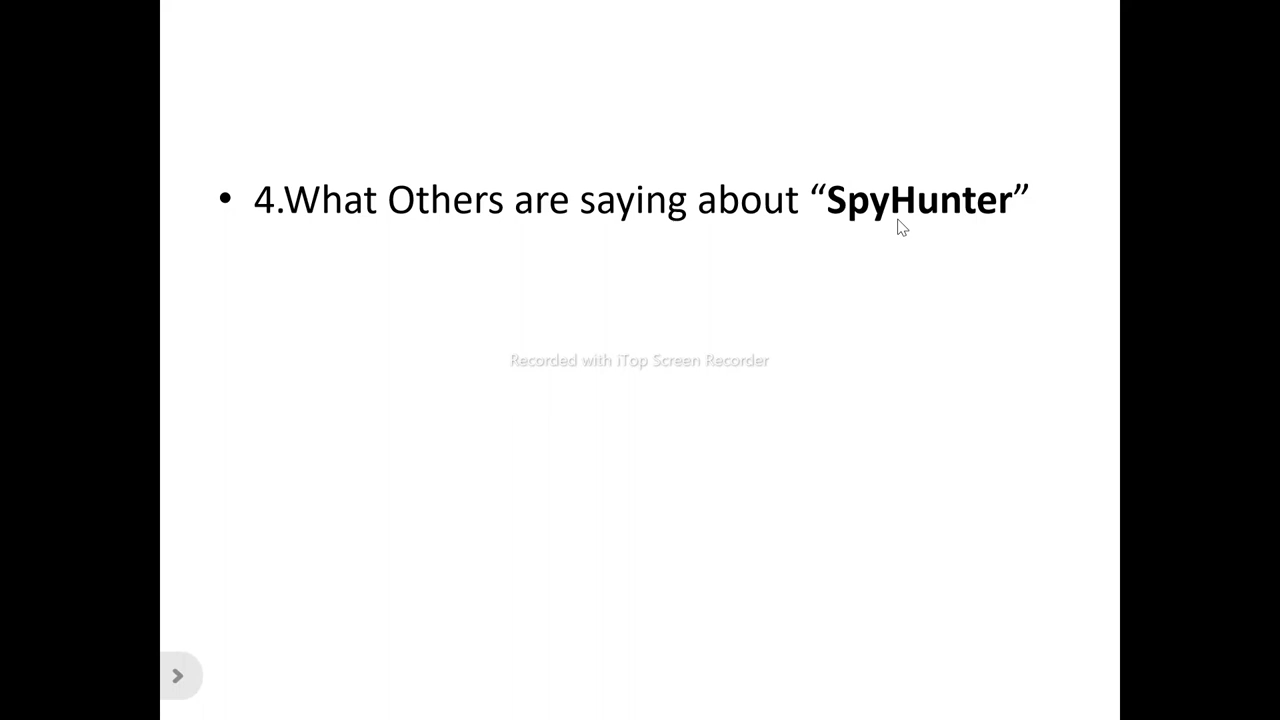 • 4.What Others are saying about “SpyHunter”
Recorded with iTop Screen Recorder